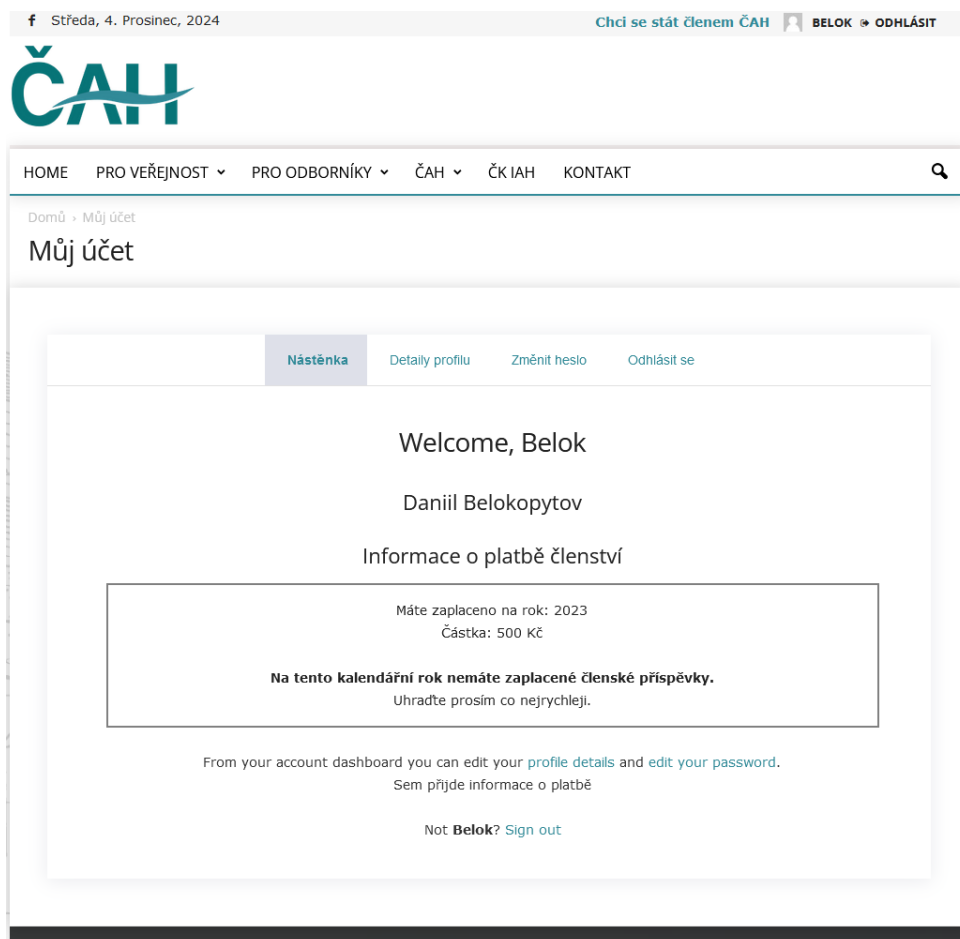 Středa, 4. Prosinec, 2024
Chci se stát členem ČAH BELOK ODHLÁSIT
ČAH
HOME PRO VEŘEJNOST PRO ODBORNÍKY ČAH ČK IAH KONTAKT
Domů › Můj účet
Můj účet
Nástěnka Detaily profilu Změnit heslo Odhlásit se
Welcome, Belok
Daniil Belokopytov
Informace o platbě členství
Máte zaplaceno na rok: 2023
Částka: 500 Kč
Na tento kalendářní rok nemáte zaplacené členské příspěvky.
Uhraďte prosím co nejrychleji.
From your account dashboard you can edit your profile details and edit your password.
Sem přijde informace o platbě
Not Belok? Sign out